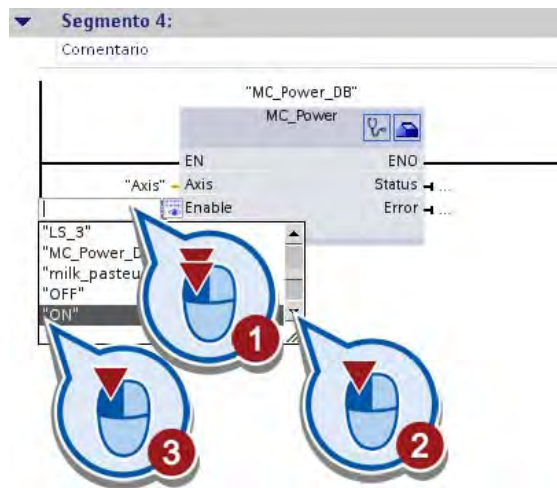 Segmento 4:
Comentario
"MC_Power_DB"
MC_Power
EN ENO
"Axis" Axis Status ...
Enable Error ...
"LS_3"
"MC_Power_D
"milk_pasteu
"OFF"
"ON"
1
2
3